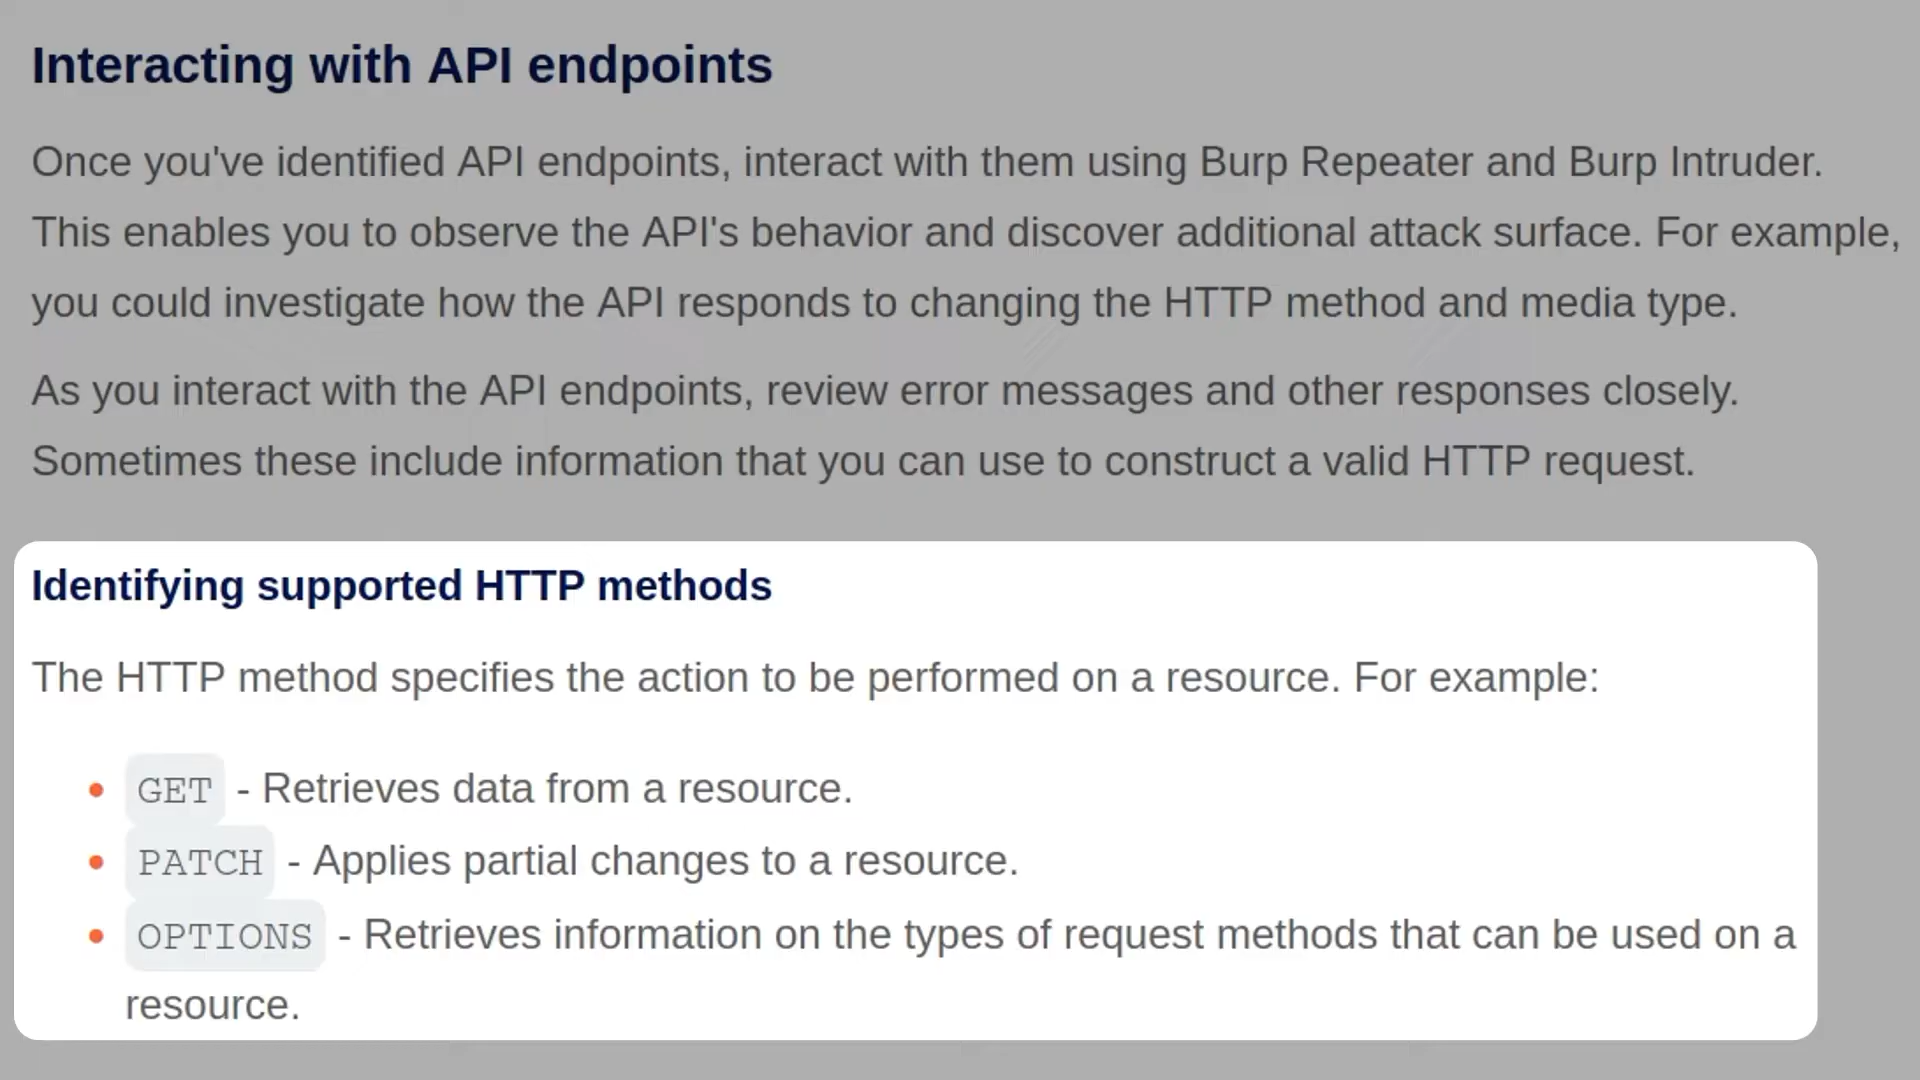 Interacting with API endpoints
Once you've identified API endpoints, interact with them using Burp Repeater and Burp Intruder.
This enables you to observe the API's behavior and discover additional attack surface. For example,
you could investigate how the API responds to changing the HTTP method and media type.
As you interact with the API endpoints, review error messages and other responses closely.
Sometimes these include information that you can use to construct a valid HTTP request.
Identifying supported HTTP methods
The HTTP method specifies the action to be performed on a resource. For example:
• GET - Retrieves data from a resource.
• PATCH - Applies partial changes to a resource.
• OPTIONS - Retrieves information on the types of request methods that can be used on a
resource.